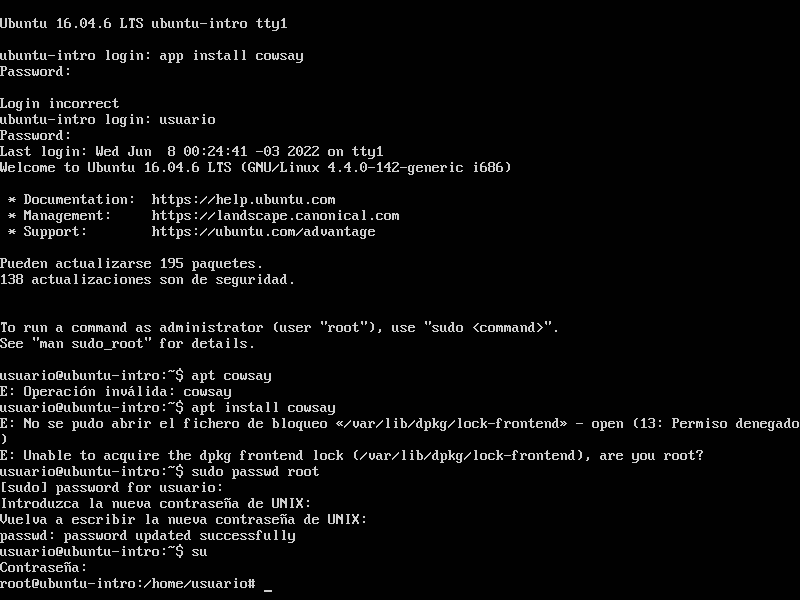 Ubuntu 16.04.6 LTS ubuntu-intro tty1
ubuntu-intro login: app install cowsay
Password:
Login incorrect
ubuntu-intro login: usuario
Password:
Last login: Wed Jun  8 00:24:41 -03 2022 on tty1
Welcome to Ubuntu 16.04.6 LTS (GNU/Linux 4.4.0-142-generic i686)
 * Documentation:  https://help.ubuntu.com
 * Management:     https://landscape.canonical.com
 * Support:        https://ubuntu.com/advantage
Pueden actualizarse 195 paquetes.
138 actualizaciones son de seguridad.
To run a command as administrator (user "root"), use "sudo <command>".
See "man sudo_root" for details.
usuario@ubuntu-intro:~$ apt cowsay
E: Operación inválida: cowsay
usuario@ubuntu-intro:~$ apt install cowsay
E: No se pudo abrir el fichero de bloqueo «/var/lib/dpkg/lock-frontend» - open (13: Permiso denegado
)
E: Unable to acquire the dpkg frontend lock (/var/lib/dpkg/lock-frontend), are you root?
usuario@ubuntu-intro:~$ sudo passwd root
[sudo] password for usuario:
Introduzca la nueva contraseña de UNIX:
Vuelva a escribir la nueva contraseña de UNIX:
passwd: password updated successfully
usuario@ubuntu-intro:~$ su
Contraseña:
root@ubuntu-intro:/home/usuario# _